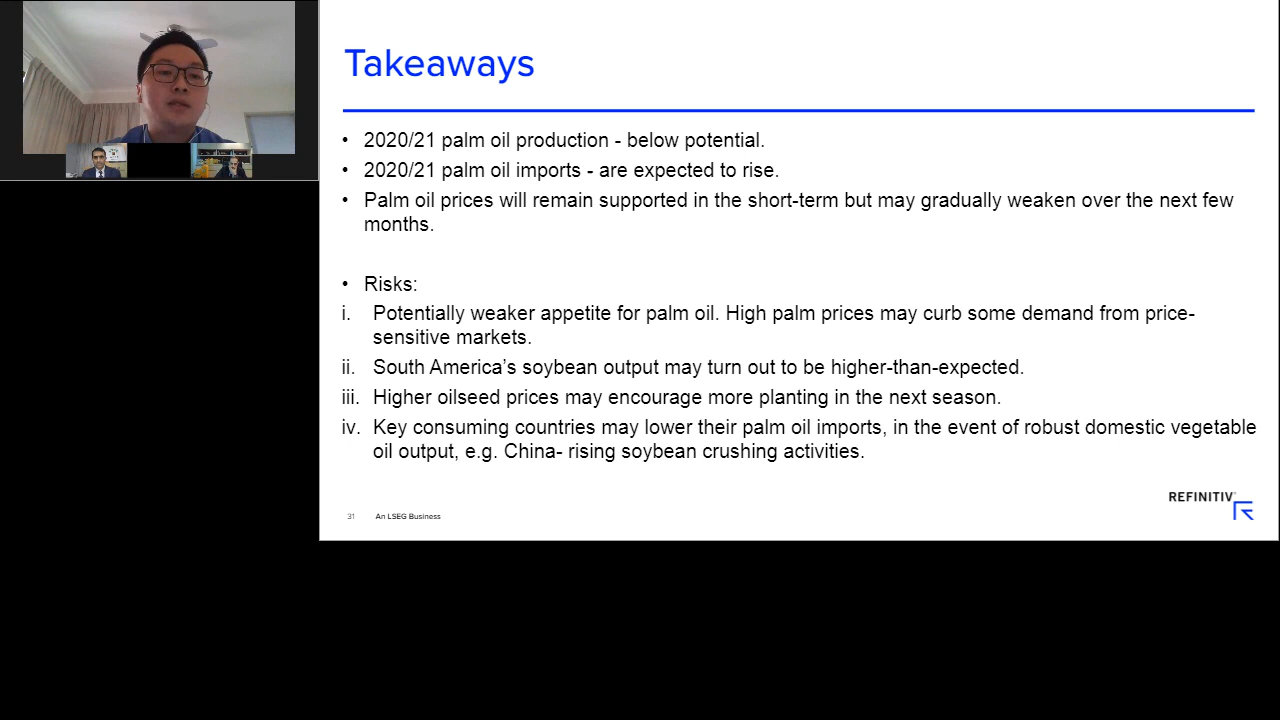 Takeaways
• 2020/21 palm oil production - below potential.
• 2020/21 palm oil imports - are expected to rise.
• Palm oil prices will remain supported in the short-term but may gradually weaken over the next few
months.
• Risks:
i. Potentially weaker appetite for palm oil. High palm prices may curb some demand from price-
sensitive markets.
ii. South America’s soybean output may turn out to be higher-than-expected.
iii. Higher oilseed prices may encourage more planting in the next season.
iv. Key consuming countries may lower their palm oil imports, in the event of robust domestic vegetable
oil output, e.g. China- rising soybean crushing activities.
REFINITIV
31 An LSEG Business